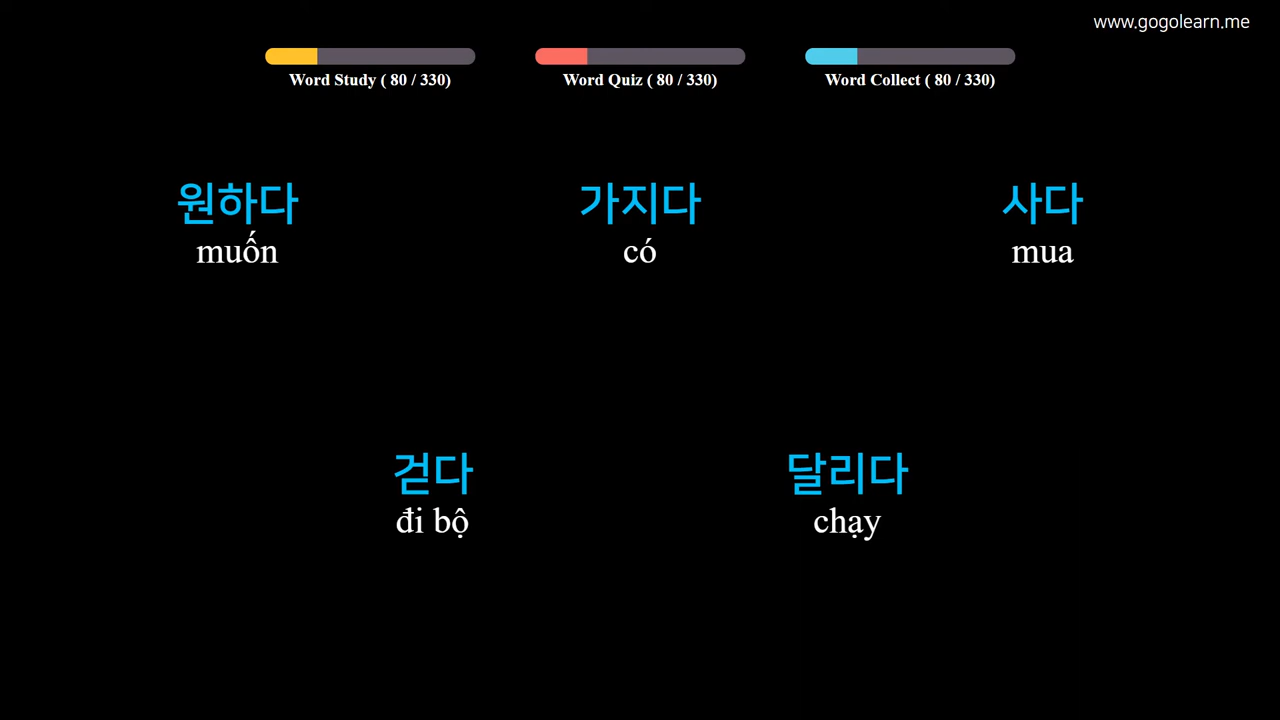 www.gogolearn.me
Word Study ( 80 / 330)
Word Quiz ( 80 / 330)
Word Collect ( 80 / 330)
원하다
muốn
가지다
có
사다
mua
걷다
đi bộ
달리다
chạy